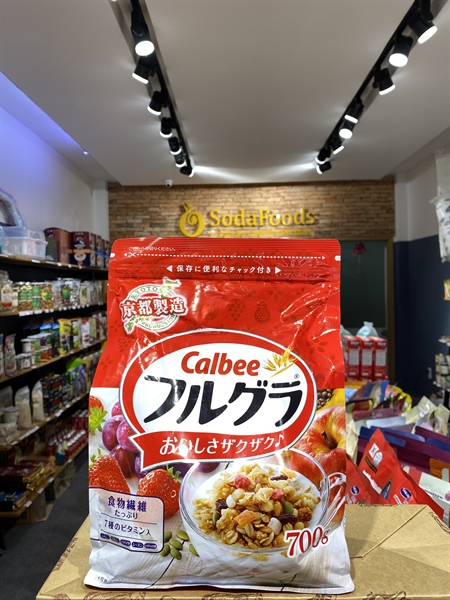 SodaFoods
◀保存に便利なチャック付き▶
KYOTO
京都製造
Calbee
フルグラ
おいしさザクザク♪
食物繊維
たっぷり
7種のビタミン入
700g